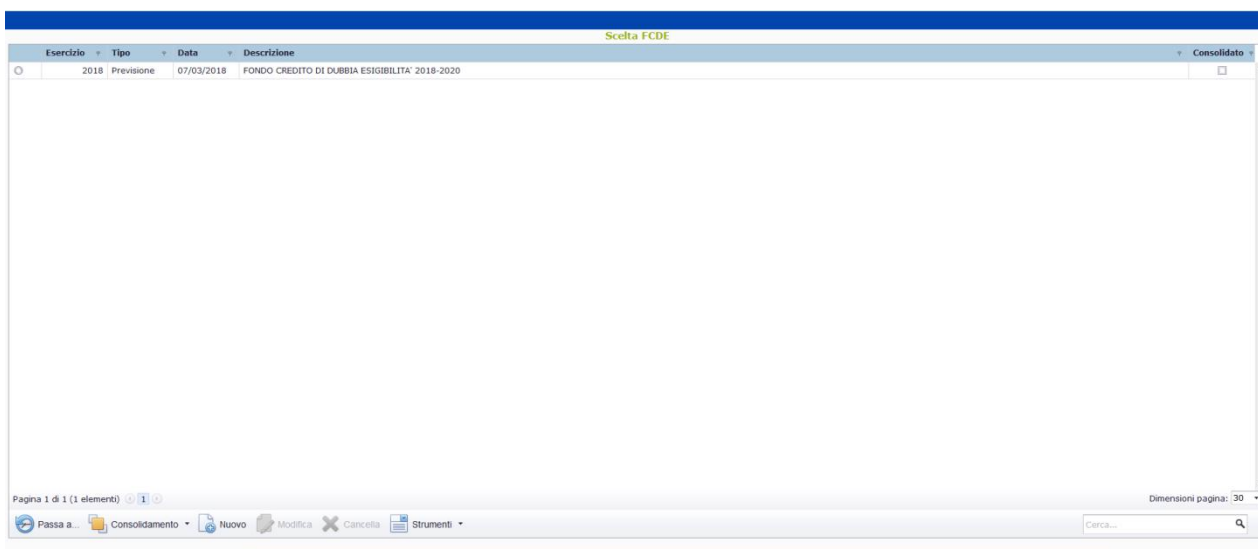 Scelta FCDE
Esercizio Tipo Data Descrizione Consolidato
2018 Previsione 07/03/2018 FONDO CREDITO DI DUBBIA ESIGIBILITA' 2018-2020
Pagina 1 di 1 (1 elementi) 1 Dimensioni pagina: 30
Passa a... Consolidamento Nuovo Modifica Cancella Strumenti Cerca...